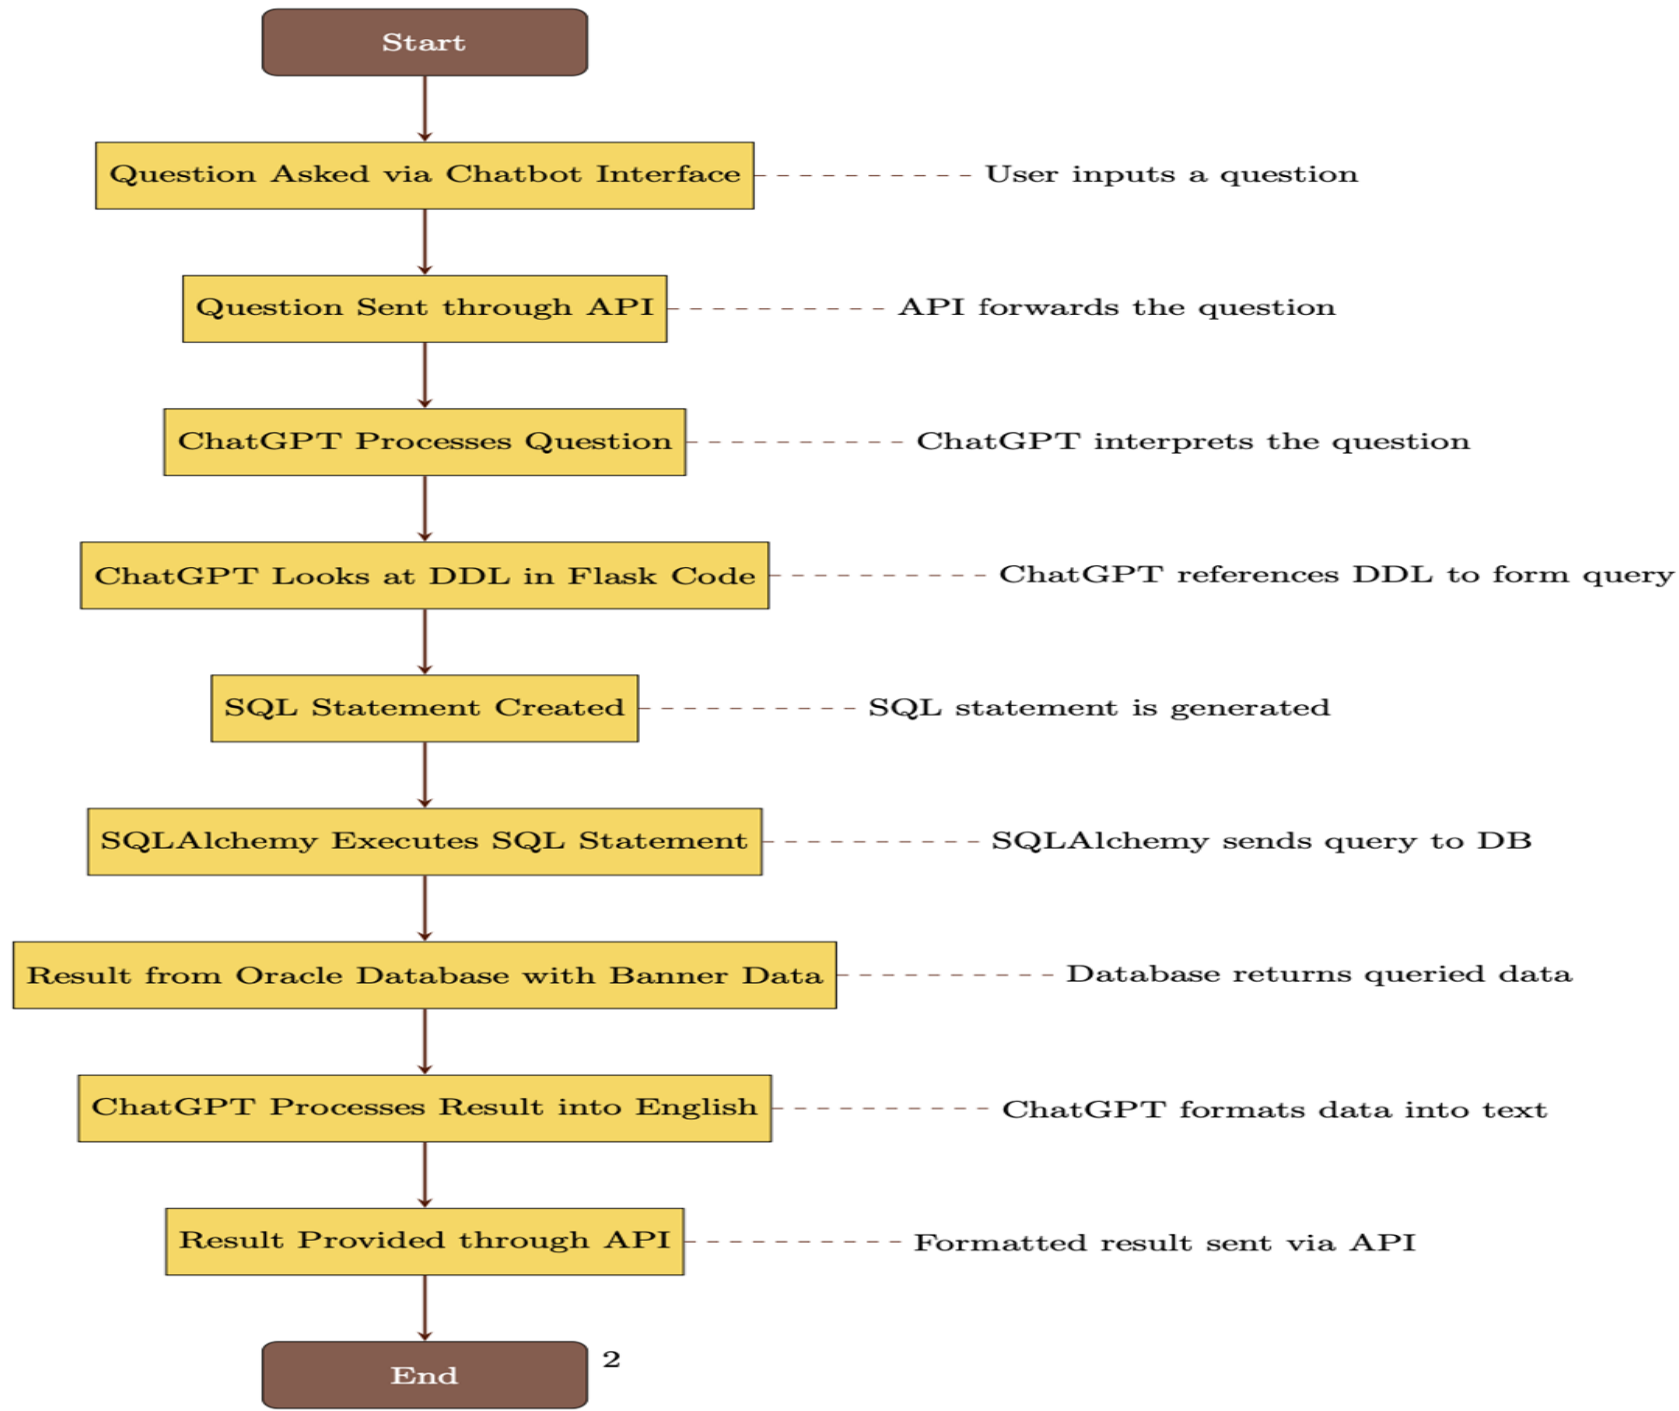 Start
Question Asked via Chatbot Interface
User inputs a question
Question Sent through API
API forwards the question
ChatGPT Processes Question
ChatGPT interprets the question
ChatGPT Looks at DDL in Flask Code
ChatGPT references DDL to form query
SQL Statement Created
SQL statement is generated
SQLAlchemy Executes SQL Statement
SQLAlchemy sends query to DB
Result from Oracle Database with Banner Data
Database returns queried data
ChatGPT Processes Result into English
ChatGPT formats data into text
Result Provided through API
Formatted result sent via API
End
2